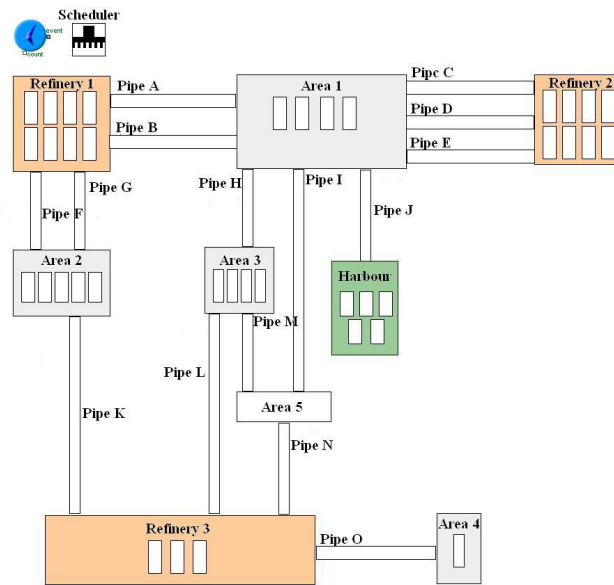 Scheduler
event
count
Refinery 1
Pipe A
Area 1
Pipc C
Refinery 2
Pipe D
Pipe B
Pipe E
Pipe H
Pipe I
Pipe G
Pipe J
Pipe F
Area 2
Area 3
Harbour
Pipe M
Pipe L
Area 5
Pipe K
Pipe N
Refinery 3
Area 4
Pipe O